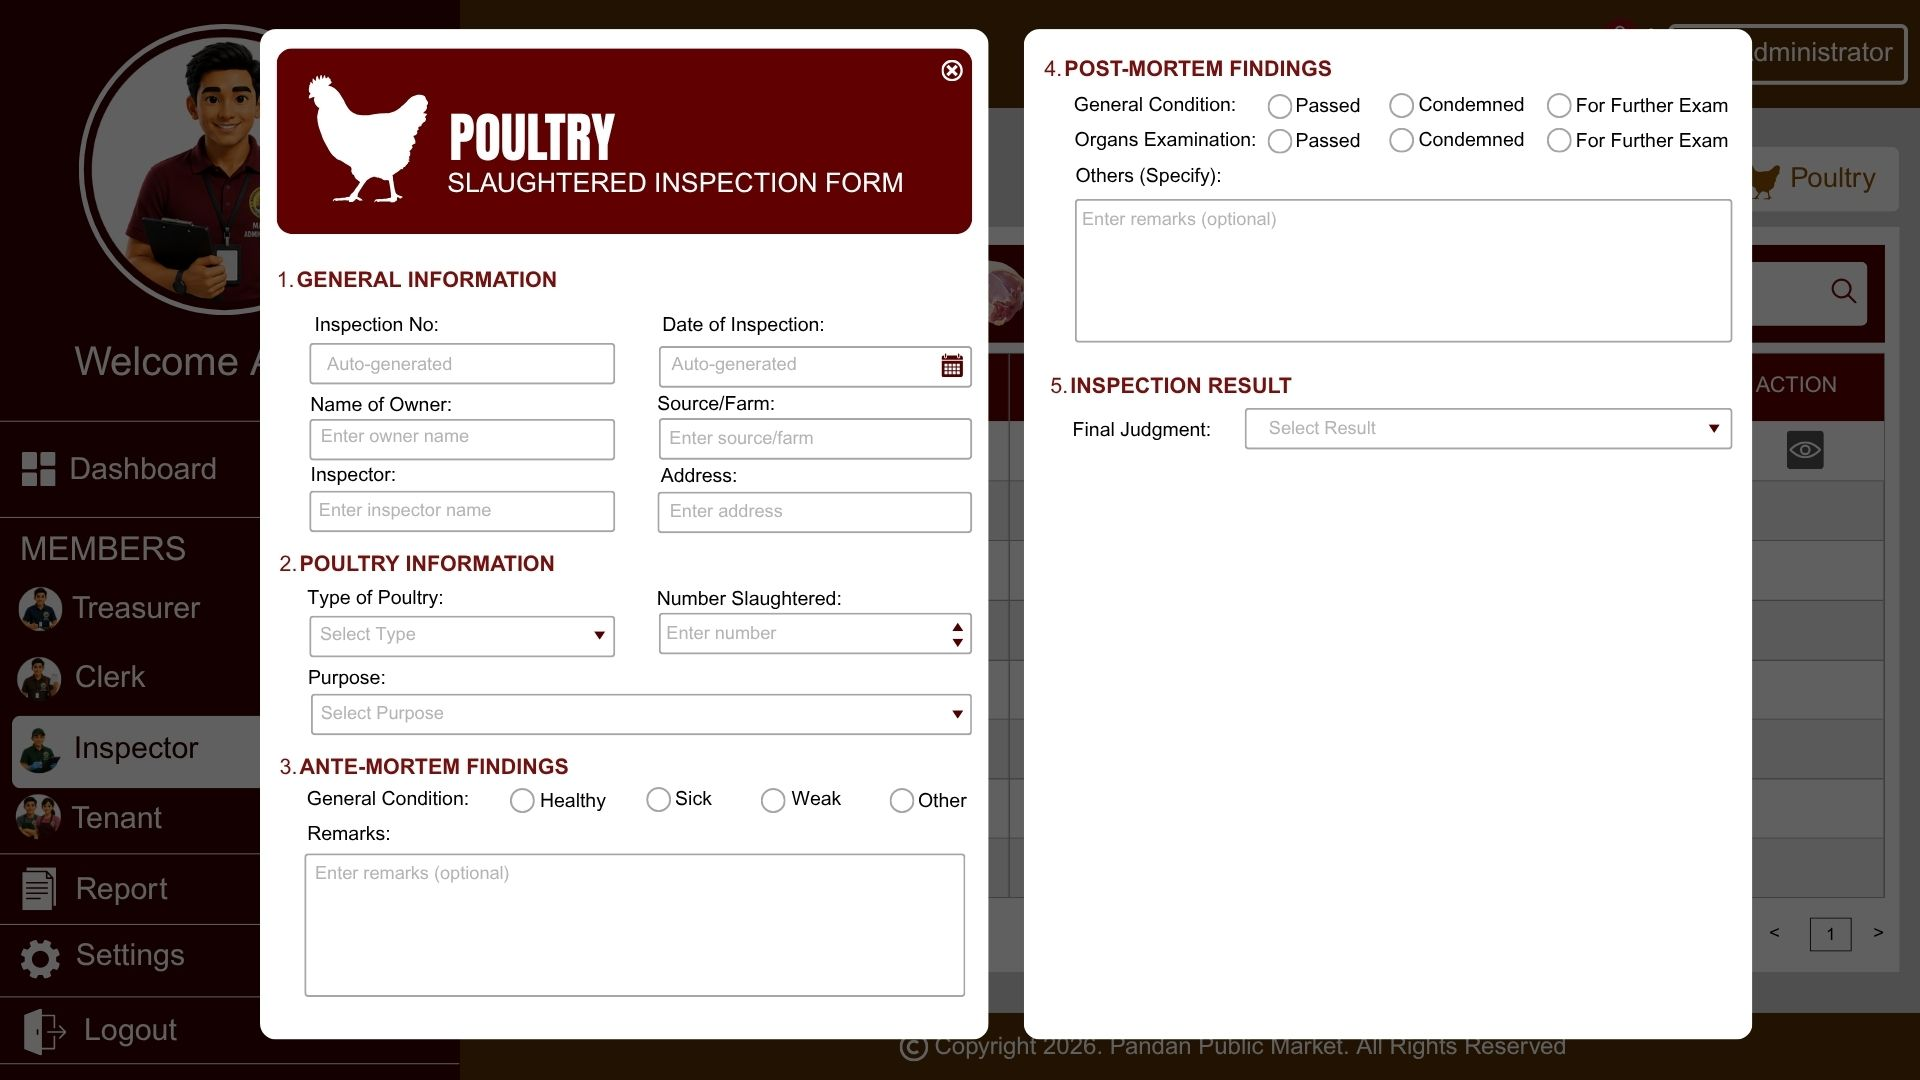 Welcome A
Dashboard
MEMBERS
Treasurer
Clerk
Inspector
Tenant
Report
Settings
Logout
POULTRY
SLAUGHTERED INSPECTION FORM
1. GENERAL INFORMATION
Inspection No:
Auto-generated
Date of Inspection:
Auto-generated
Name of Owner:
Enter owner name
Source/Farm:
Enter source/farm
Inspector:
Enter inspector name
Address:
Enter address
2. POULTRY INFORMATION
Type of Poultry:
Select Type
Number Slaughtered:
Enter number
Purpose:
Select Purpose
3. ANTE-MORTEM FINDINGS
General Condition: Healthy Sick Weak Other
Remarks:
Enter remarks (optional)
4. POST-MORTEM FINDINGS
General Condition: Passed Condemned For Further Exam
Organs Examination: Passed Condemned For Further Exam
Others (Specify):
Enter remarks (optional)
5. INSPECTION RESULT
Final Judgment: Select Result
dministrator
Poultry
ACTION
< 1 >
© Copyright 2026. Pandan Public Market. All Rights Reserved